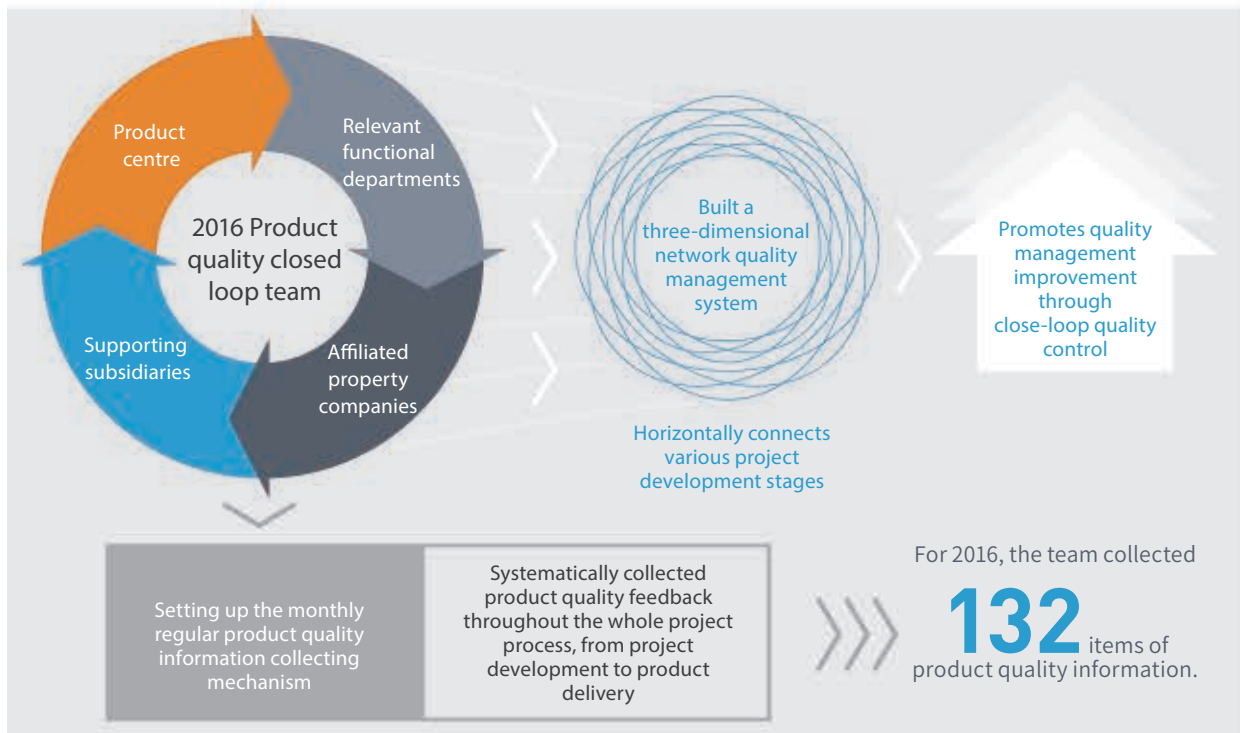 Product
centre
Relevant
functional
departments
2016 Product
quality closed
loop team
Supporting
subsidiaries
Affiliated
property
companies
Built a
three-dimensional
network quality
management
system
Horizontally connects
various project
development stages
Promotes quality
management
improvement
through
close-loop quality
control
Setting up the monthly
regular product quality
information collecting
mechanism
Systematically collected
product quality feedback
throughout the whole project
process, from project
development to product
delivery
For 2016, the team collected
132 items of
product quality information.